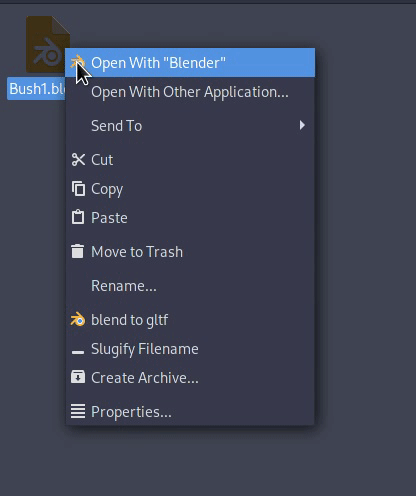 Bush1.bl
Open With "Blender"
Open With Other Application...
Send To
Cut
Copy
Paste
Move to Trash
Rename...
blend to gltf
Slugify Filename
Create Archive...
Properties...